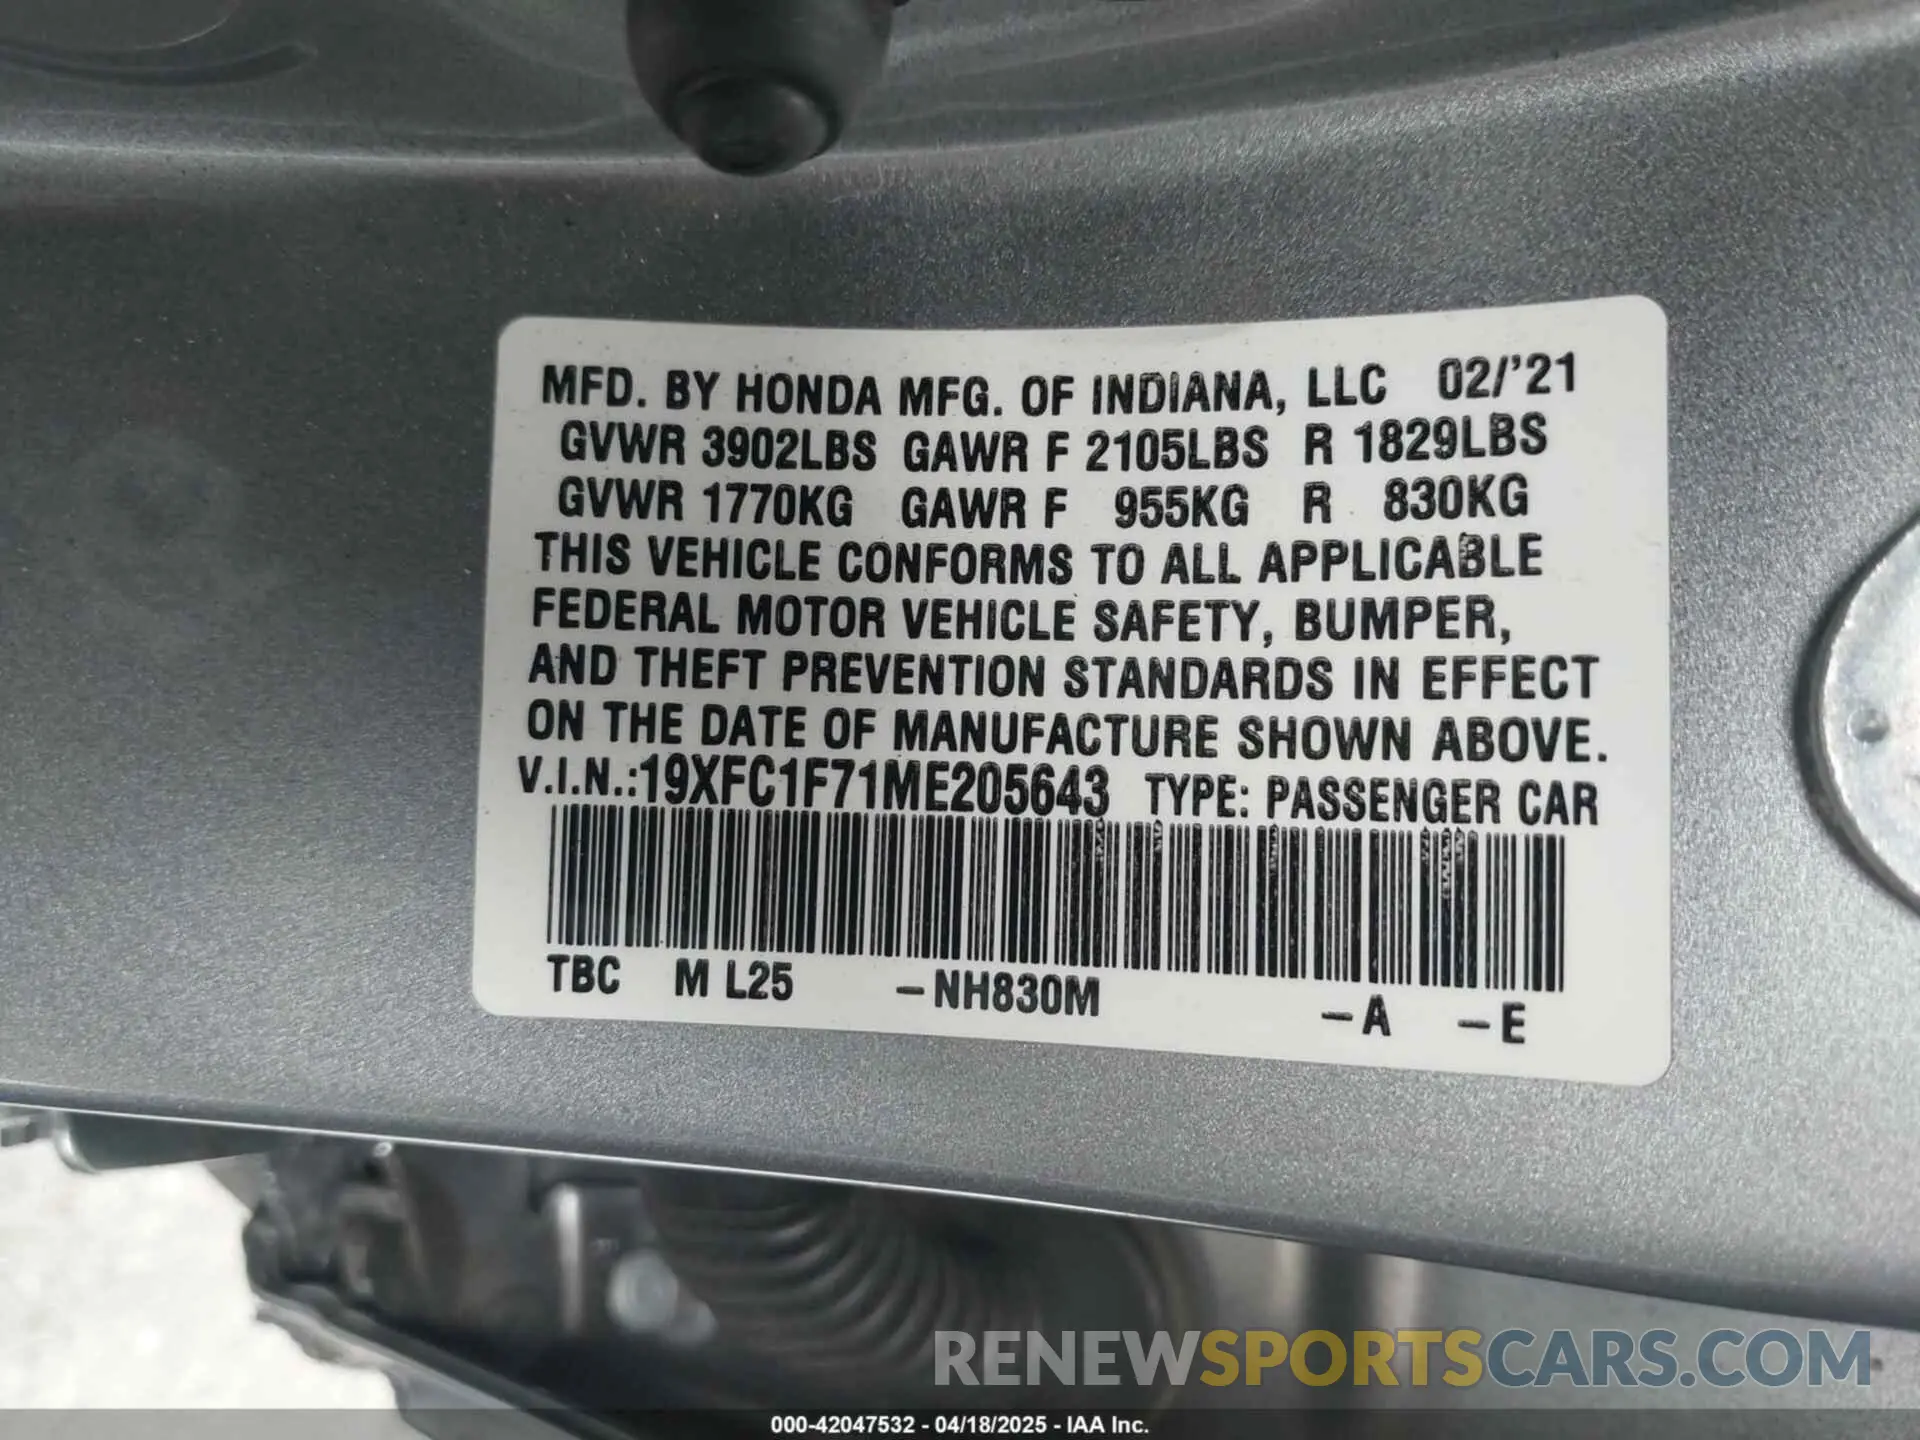 MFD. BY HONDA MFG. OF INDIANA, LLC 02/'21
GVWR 3902LBS GAWR F 2105LBS R 1829LBS
GVWR 1770KG GAWR F 955KG R 830KG
THIS VEHICLE CONFORMS TO ALL APPLICABLE
FEDERAL MOTOR VEHICLE SAFETY, BUMPER,
AND THEFT PREVENTION STANDARDS IN EFFECT
ON THE DATE OF MANUFACTURE SHOWN ABOVE.
V.I.N.:19XFC1F71ME205643 TYPE: PASSENGER CAR
TBC M L25 -NH830M -A -E
RENEWSPORTSCARS.COM
000-42047532 - 04/18/2025 - IAA Inc.